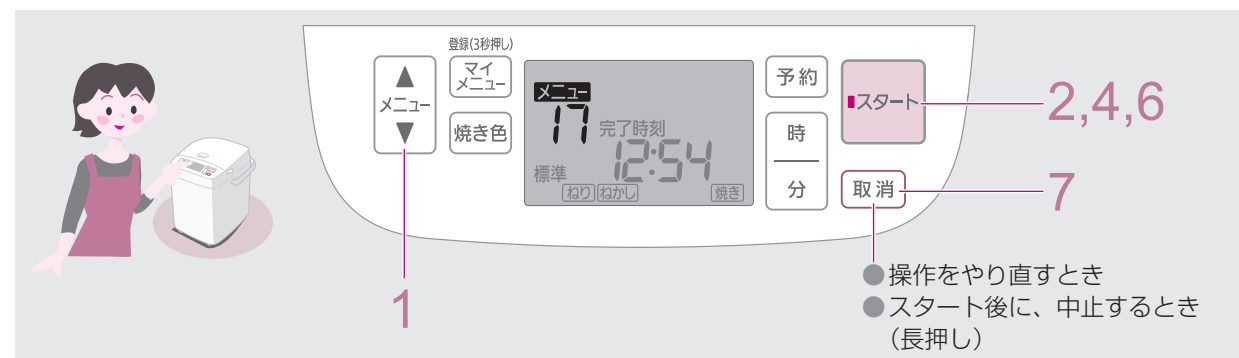 登録(3秒押し)
メニュー
マイ
メニュー
焼き色
メニュー
17
完了時刻
12:54
標準
ねり ねかし 焼き
予約
時
分
スタート
取消
2,4,6
7
1
●操作をやり直すとき
●スタート後に、中止するとき
(長押し)